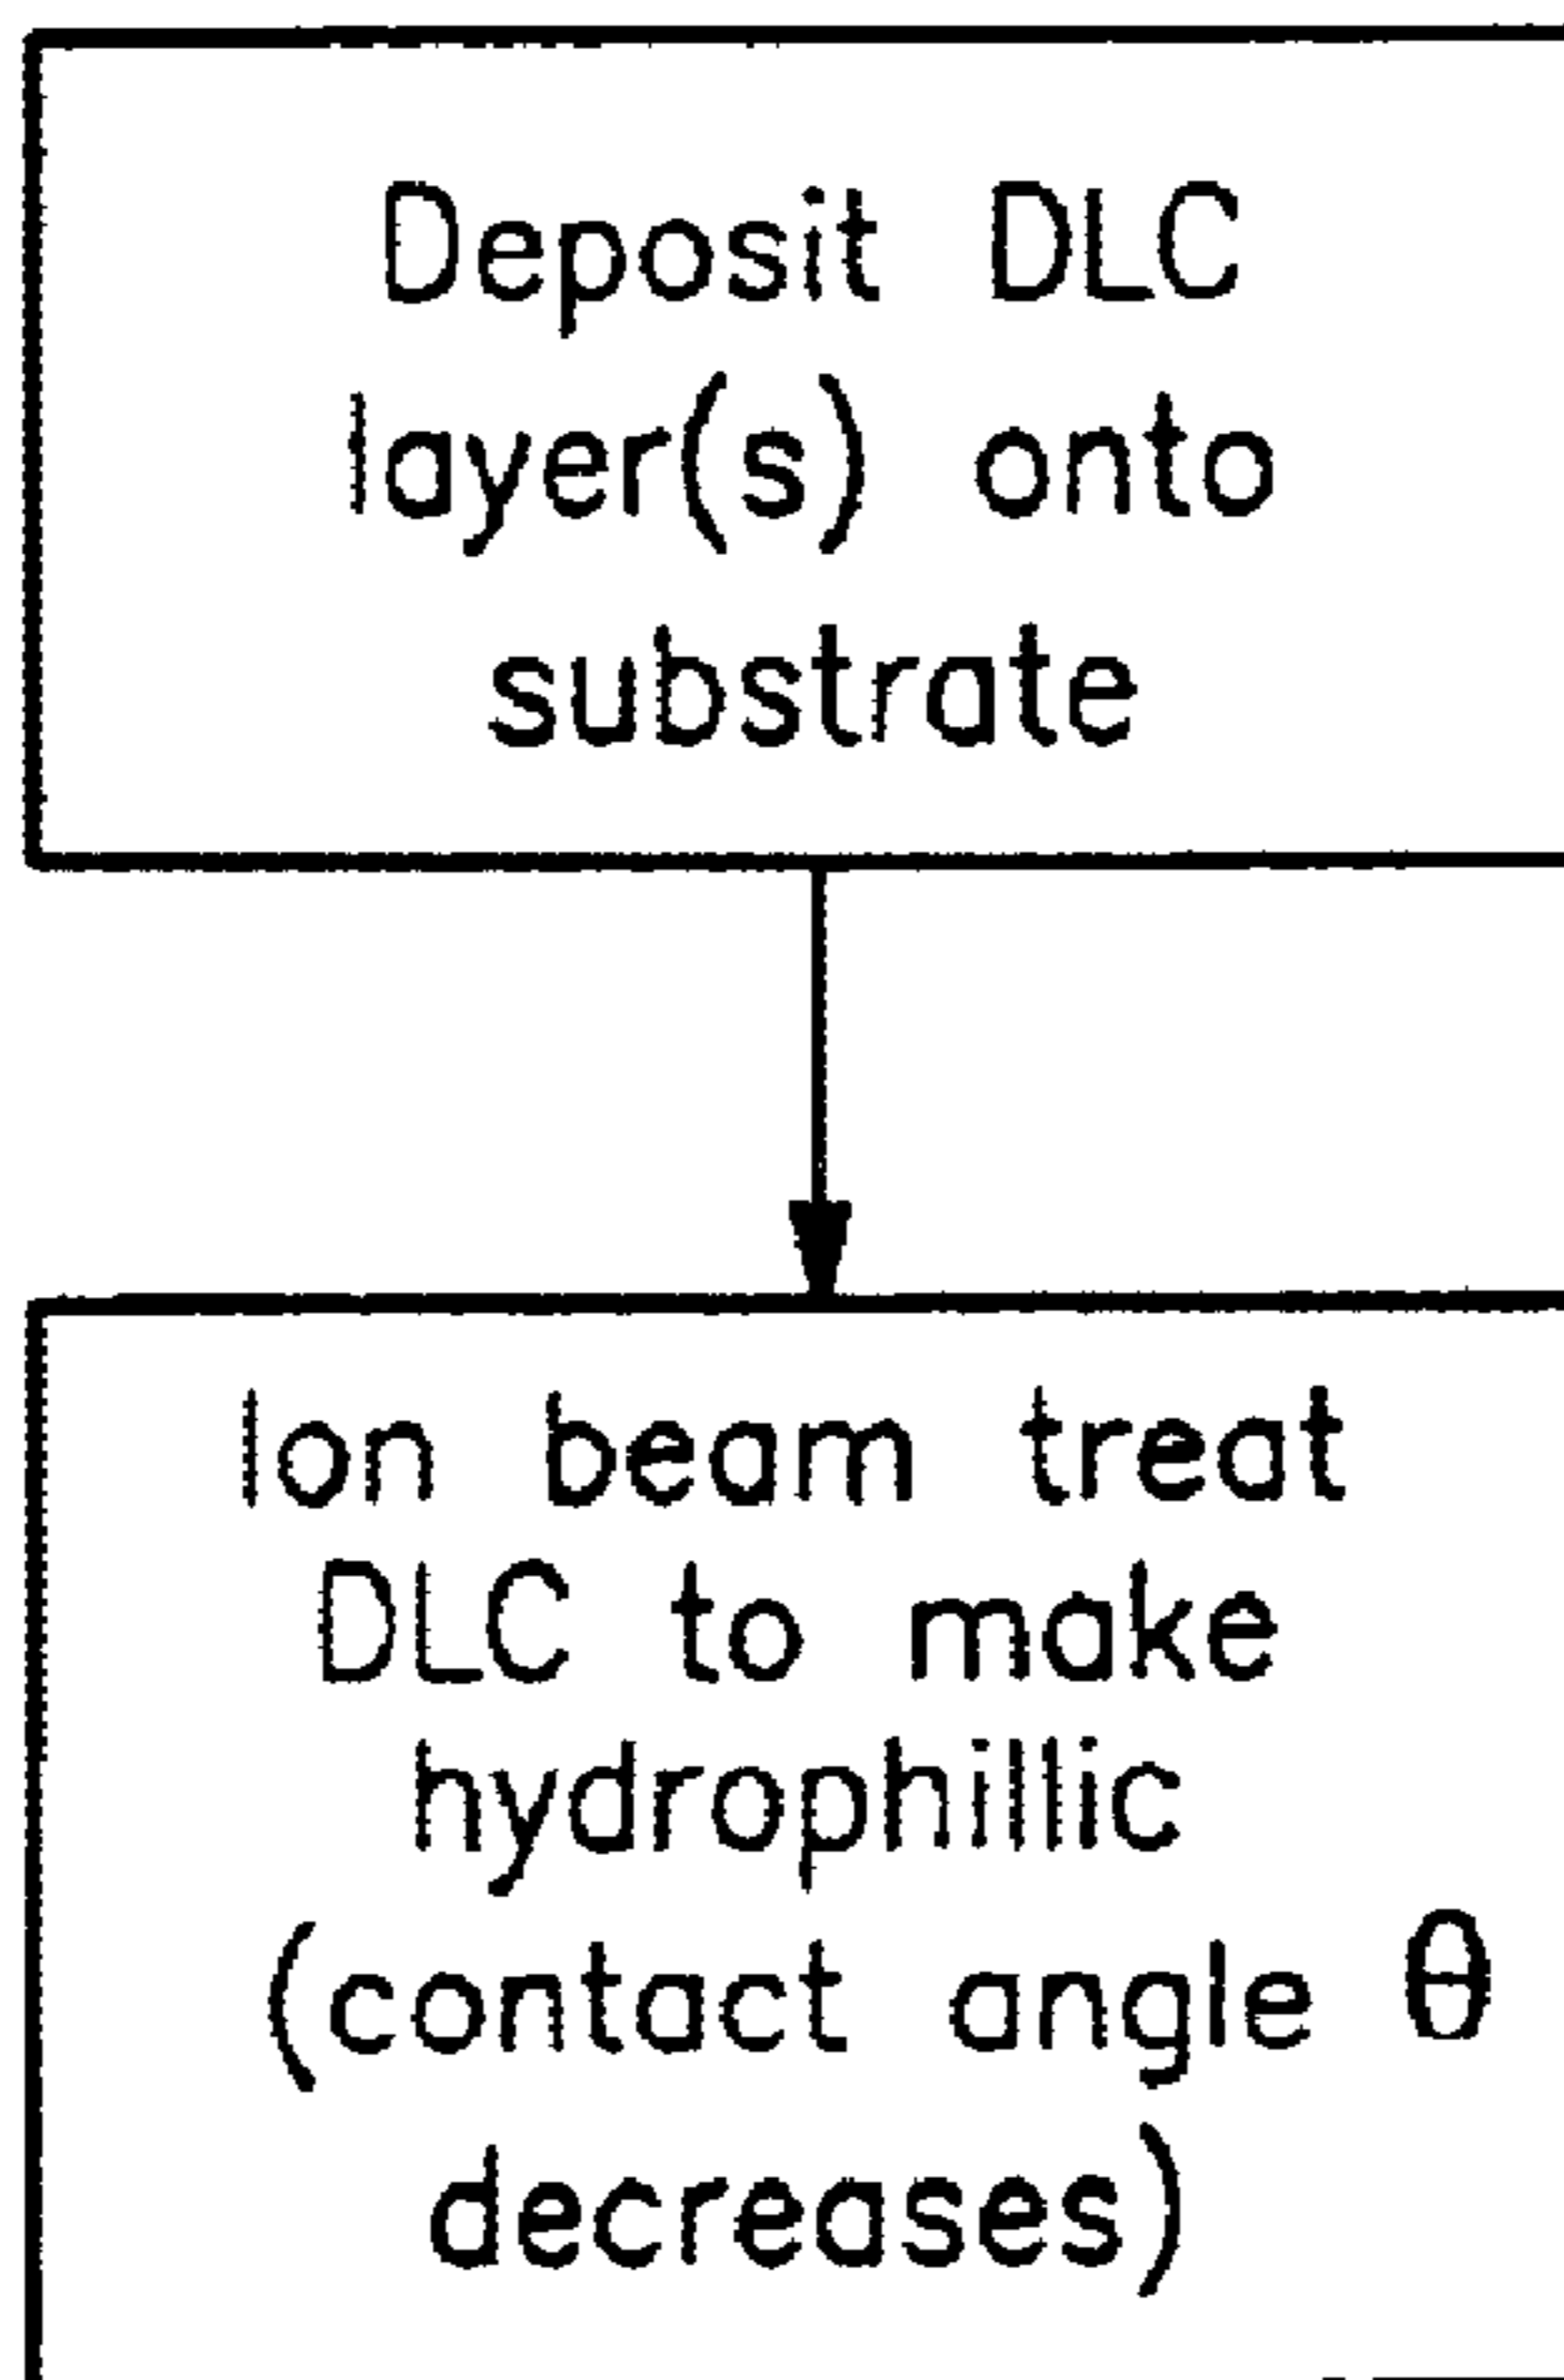 Deposit DLC
layer(s) onto
substrate
Ion beam treat
DLC to make
hydrophillic
(contact angle θ
decreases)